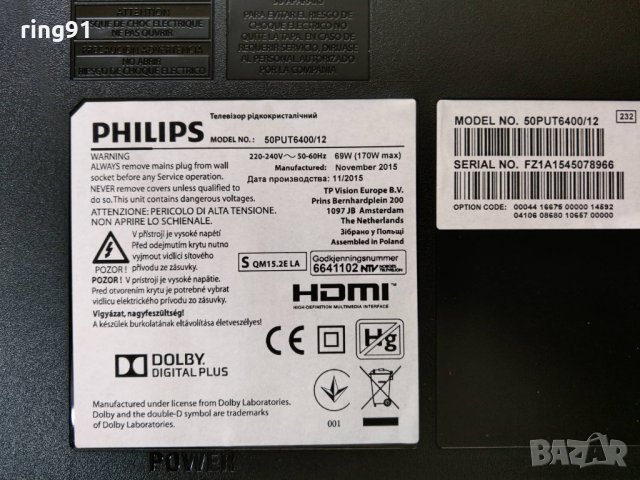 ring91
ATTENTION
RISQUE DE CHOC ELECTRIQUE
NE PAS OUVRIR
NO ABRIR
RIESGO DE CHOQUE ELÉCTRICO
PARA EVITAR EL RIESGO DE
CHOQUE ELÉCTRICO NO
QUITE LA TAPA. EN CASO DE
REQUERIR SERVICIO, DIRIJASE
AL PERSONAL AUTORIZADO
POR LA COMPAÑIA
Телевізор рідкокристалічний
PHILIPS
MODEL NO.: 50PUT6400/12
WARNING
ALWAYS remove mains plug from wall
socket before any Service operation.
NEVER remove covers unless qualified to
do so.This unit contains dangerous voltages.
ATTENZIONE: PERICOLO DI ALTA TENSIONE.
NON APRIRE LO SCHIENALE.
V přístroji je vysoké napětí
Před odejmutím krytu nutno
vyjmout vidlici síťového
POZOR ! přívodu ze zásuvky.
POZOR ! V prístroji je vysoké napätie.
Pred otvorením krytu je potrebné vybrat
vidlicu elektrického prívodu zo zásuvky.
Vigyázat, nagyfeszültség!
A készülek burkolatának eltávolitása életveszélyes!
220-240V ~ 50-60Hz 69W (170W max)
Manufactured: November 2015
Дата производства: 11/2015
TP Vision Europe B.V.
Prins Bernhardplein 200
1097 JB Amsterdam
The Netherlands
Зібрано у Польщі
Assembled in Poland
S QM15.2E LA
Godkjenningsnummer
6641102 NTV NORGES TELEVISJON
HDMI
HIGH-DEFINITION MULTIMEDIA INTERFACE
CE
Hg
DOLBY
DIGITAL PLUS
001
Manufactured under license from Dolby Laboratories.
Dolby and the double-D symbol are trademarks
of Dolby Laboratories.
POWER
MODEL NO. 50PUT6400/12
232
SERIAL NO. FZ1A1545078966
OPTION CODE: 00044 16675 00000 14592
04106 08680 10657 00000
BAZAR.bg